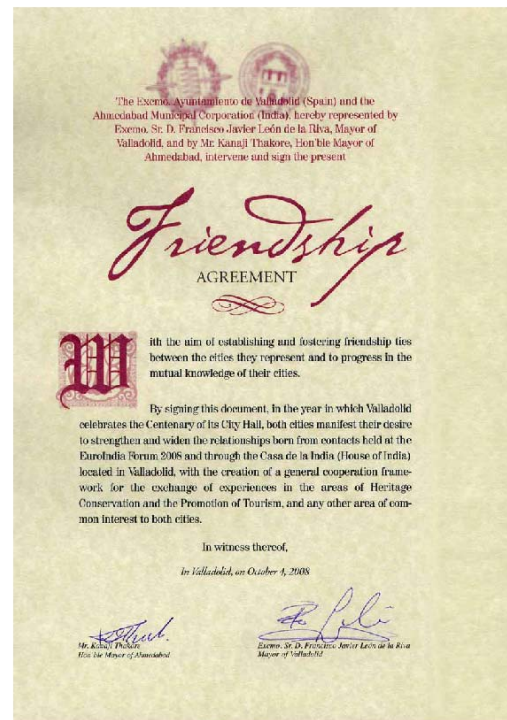 The Excmo. Ayuntamiento de Valladolid (Spain) and the
Ahmedabad Municipal Corporation (India), hereby represented by
Excmo. Sr. D. Francisco Javier León de la Riva, Mayor of
Valladolid, and by Mr. Kanaji Thakore, Hon'ble Mayor of
Ahmedabad, intervene and sign the present
Friendship
AGREEMENT
With the aim of establishing and fostering friendship ties
between the cities they represent and to progress in the
mutual knowledge of their cities.
By signing this document, in the year in which Valladolid
celebrates the Centenary of its City Hall, both cities manifest their desire
to strengthen and widen the relationships born from contacts held at the
EuroIndia Forum 2008 and through the Casa de la India (House of India)
located in Valladolid, with the creation of a general cooperation frame-
work for the exchange of experiences in the areas of Heritage
Conservation and the Promotion of Tourism, and any other area of com-
mon interest to both cities.
In witness thereof,
In Valladolid, on October 4, 2008
Mr. Kanaji Thakore
Hon'ble Mayor of Ahmedabad
Excmo. Sr. D. Francisco Javier León de la Riva
Mayor of Valladolid